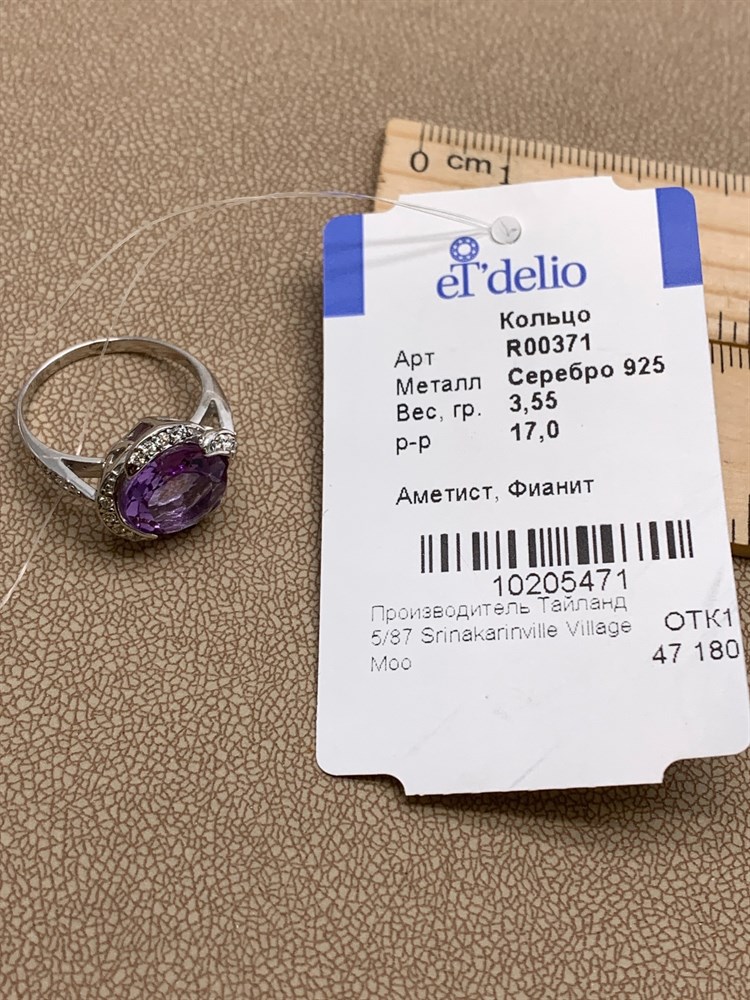 0 cm 1
eT'delio
Кольцо
Арт R00371
Металл Серебро 925
Вес, гр. 3,55
р-р 17,0
Аметист, Фианит
10205471
Производитель Тайланд
5/87 Srinakarinville Village
Moo
ОТК1
47 180